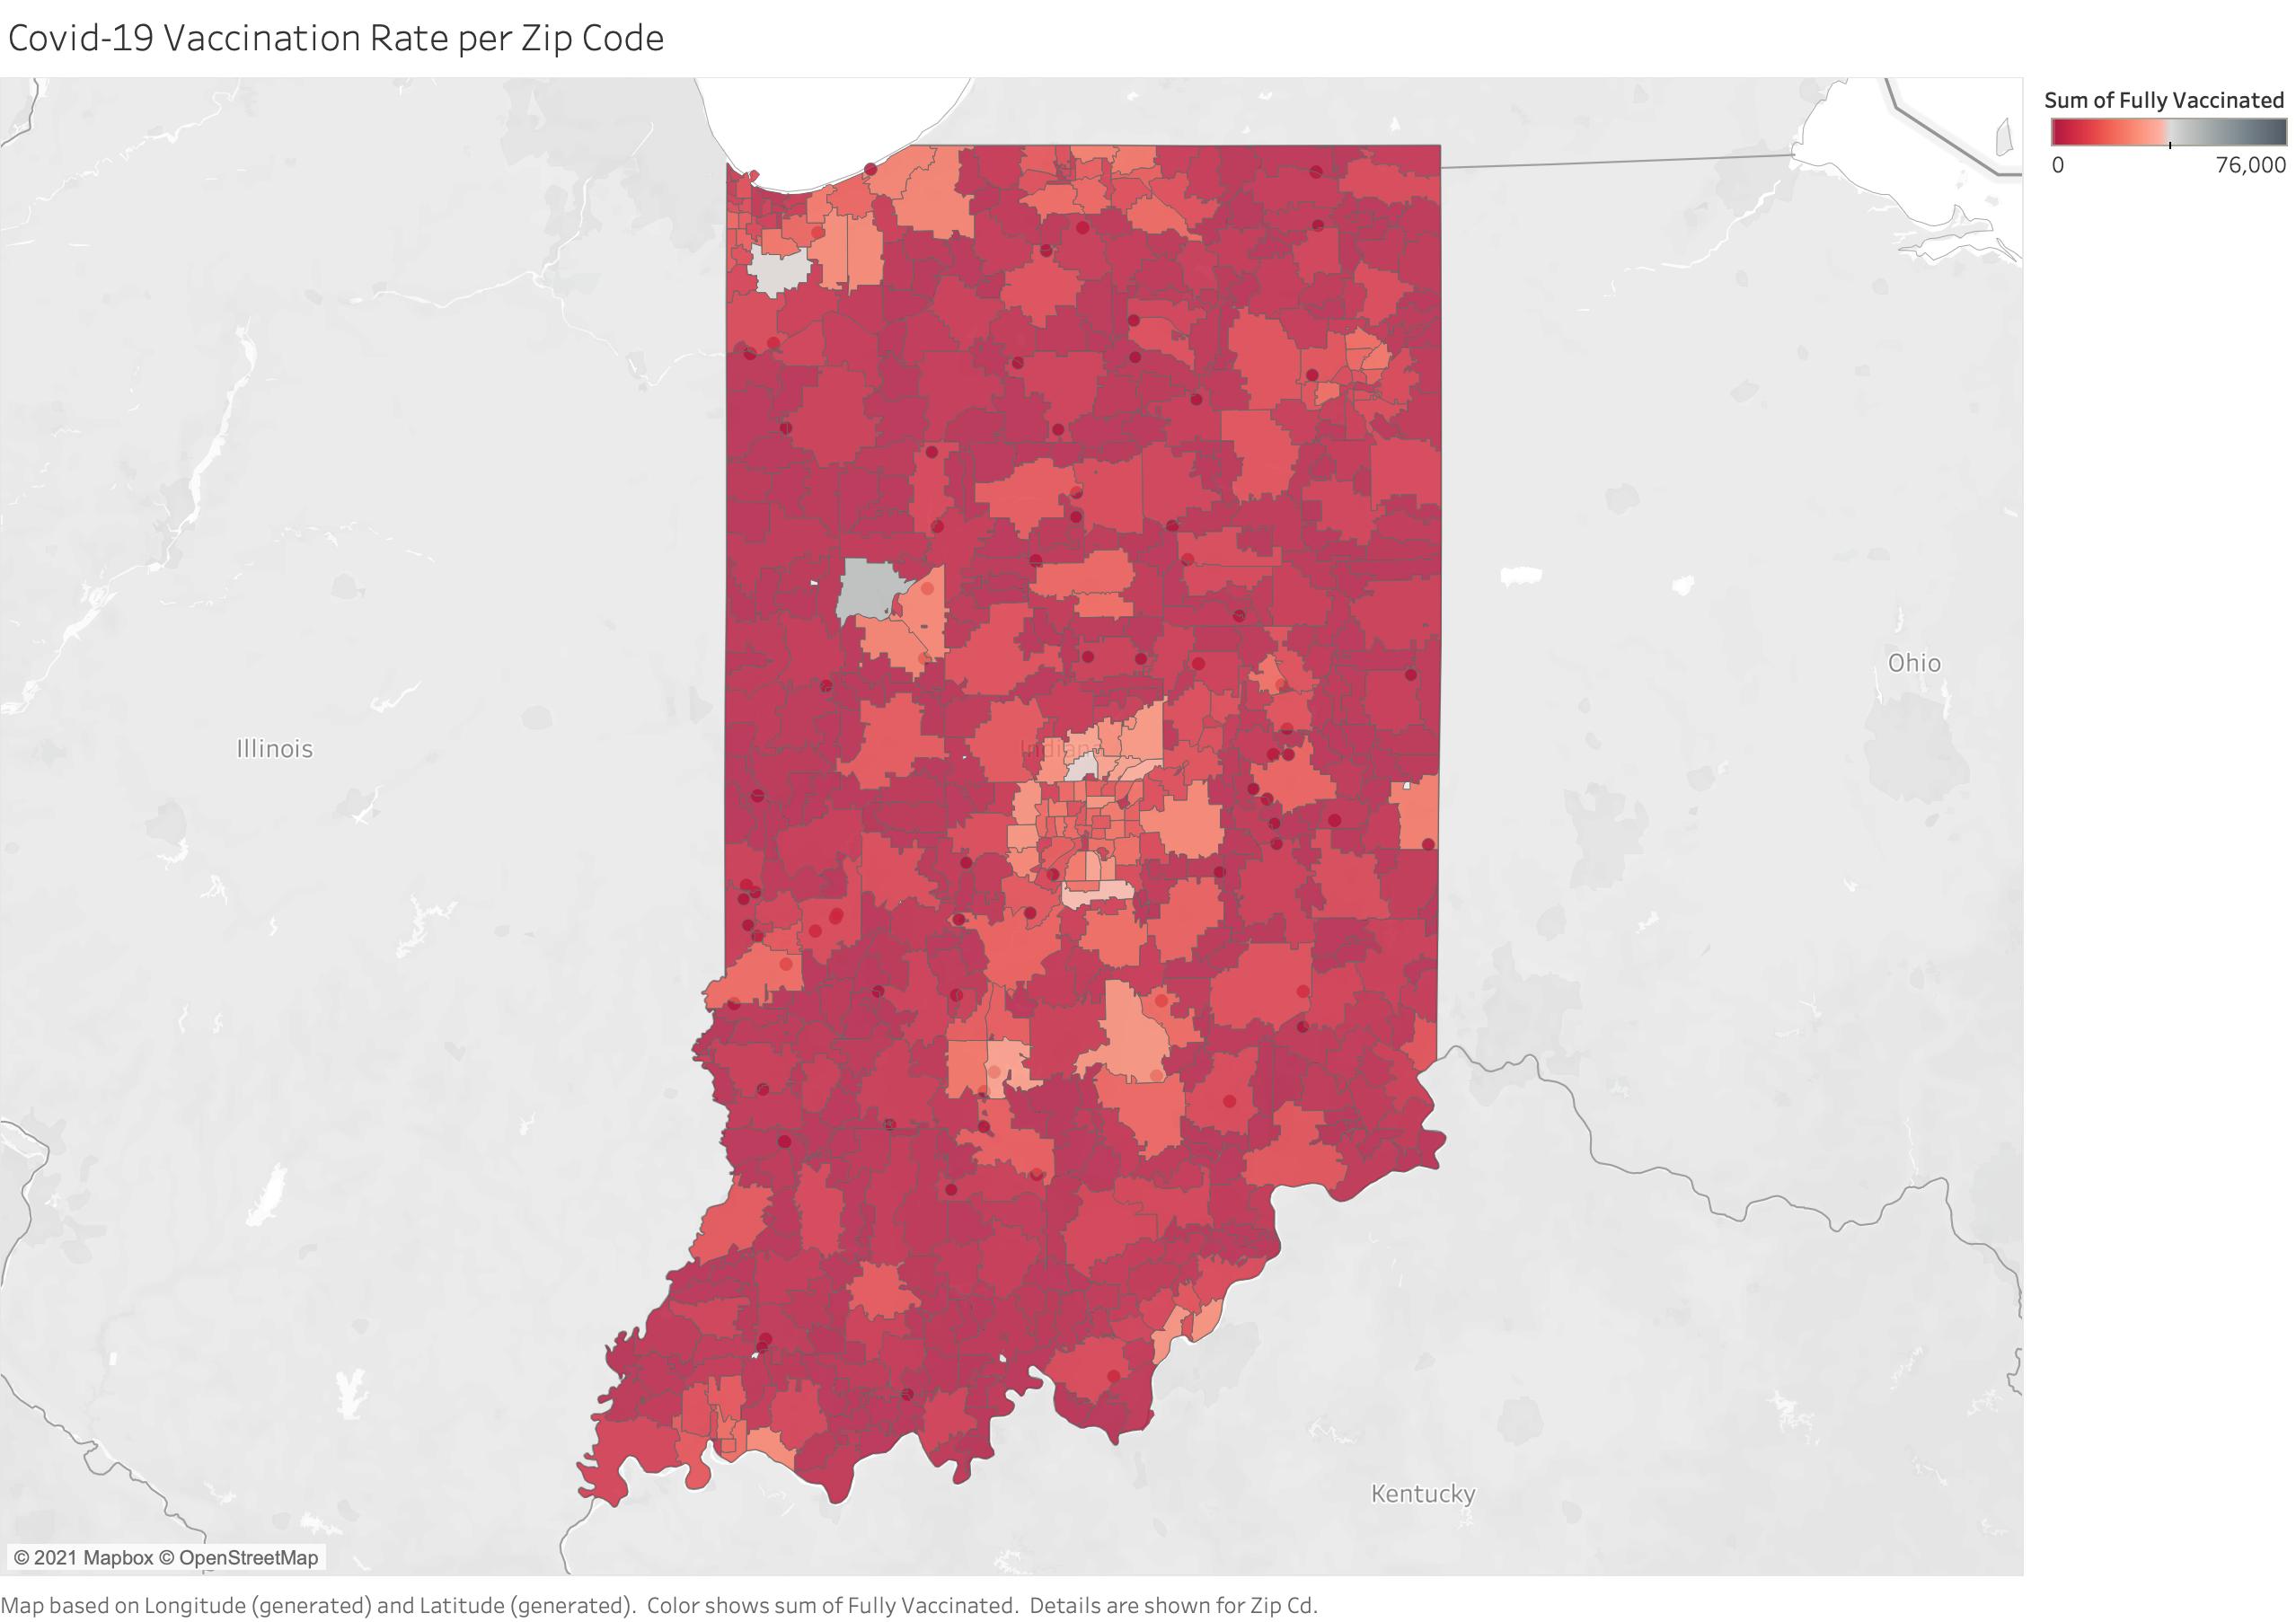 Covid-19 Vaccination Rate per Zip Code
Sum of Fully Vaccinated
0 76,000
Ohio
Illinois
Indiana
Kentucky
© 2021 Mapbox © OpenStreetMap
Map based on Longitude (generated) and Latitude (generated). Color shows sum of Fully Vaccinated. Details are shown for Zip Cd.